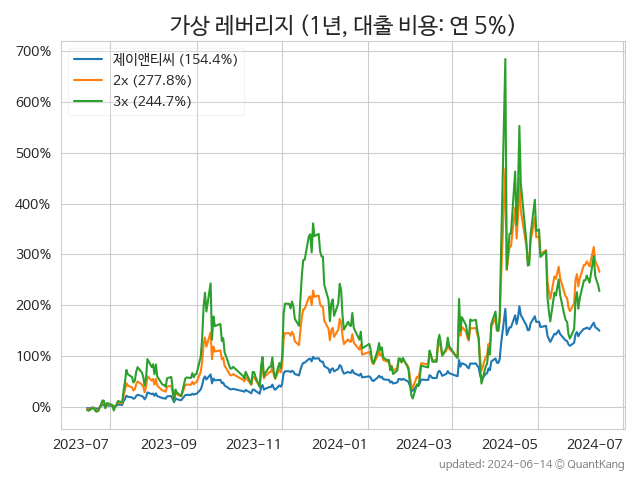 가상 레버리지 (1년, 대출 비용: 연 5%)
제이앤티씨 (154.4%)
2x (277.8%)
3x (244.7%)
700%
600%
500%
400%
300%
200%
100%
0%
2023-07 2023-09 2023-11 2024-01 2024-03 2024-05 2024-07
updated: 2024-06-14 © QuantKang